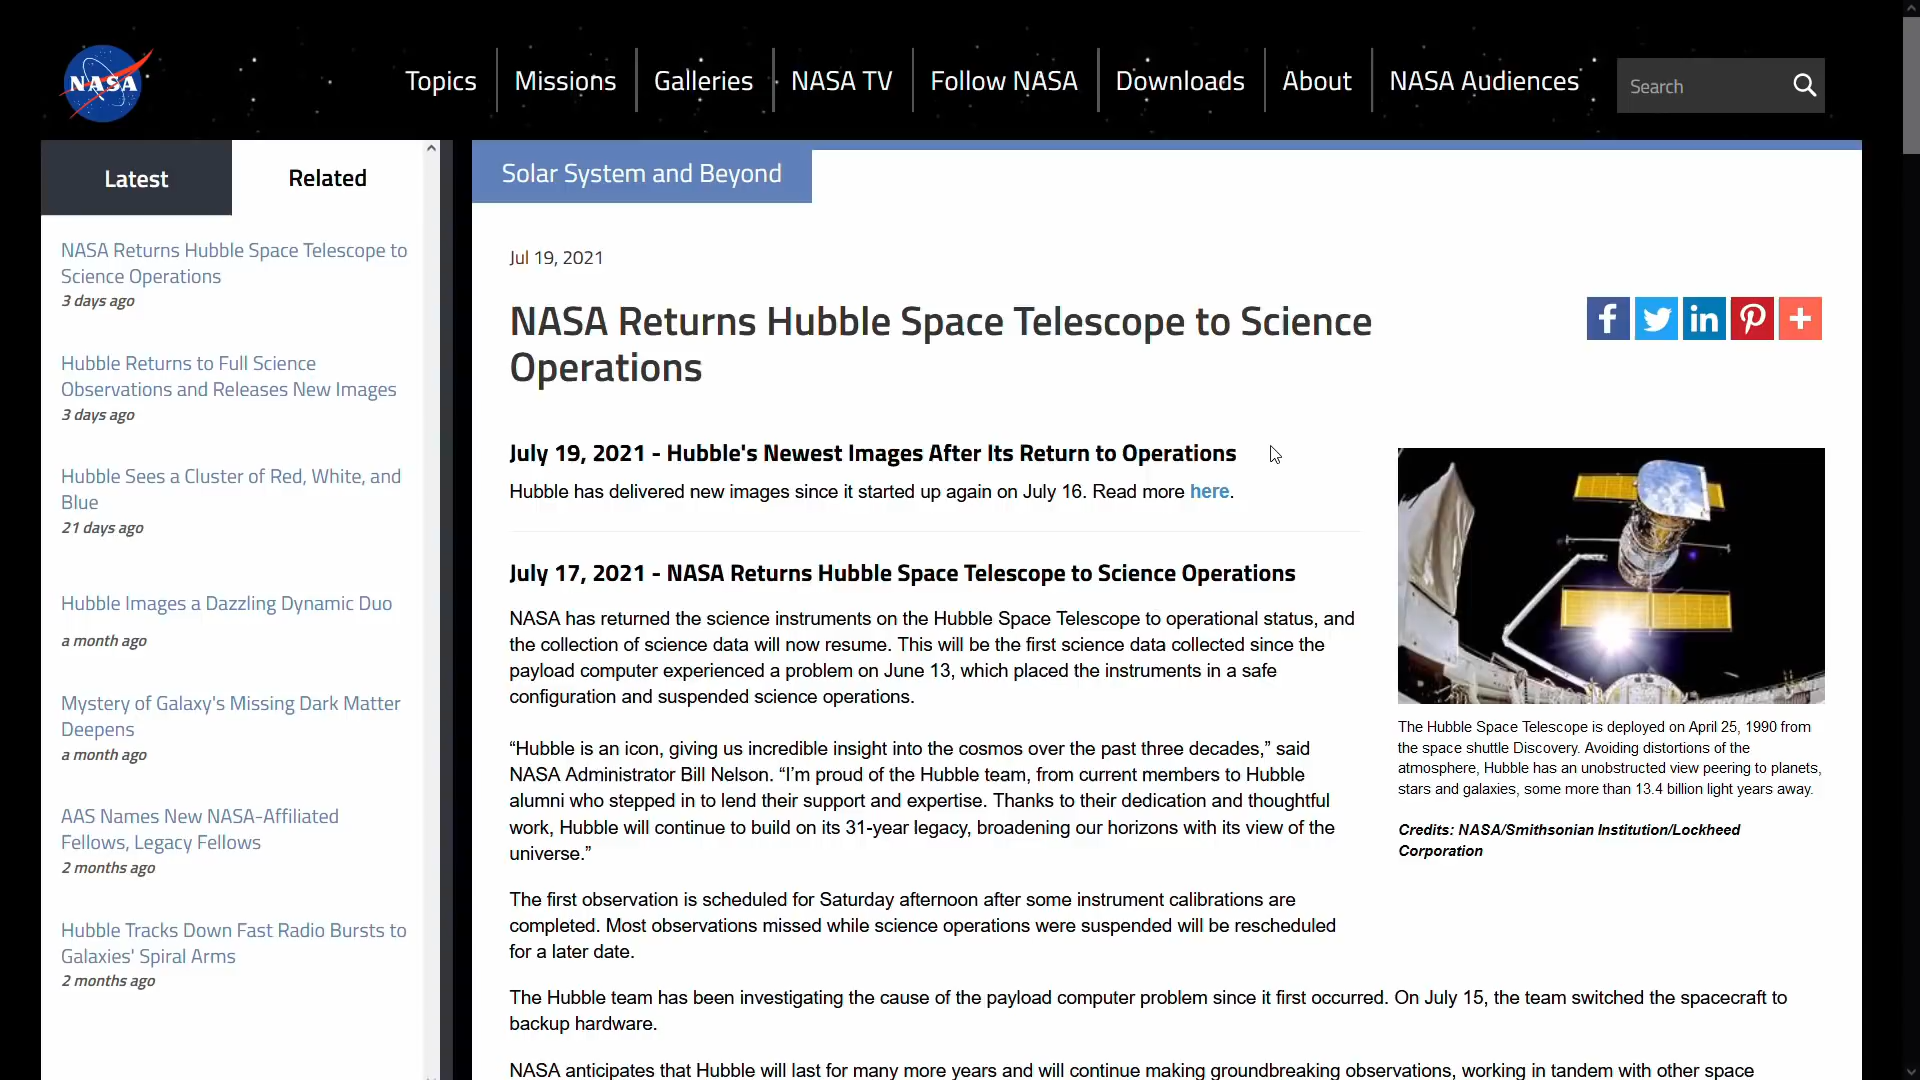 NASA
Topics
Missions
Galleries
NASA TV
Follow NASA
Downloads
About
NASA Audiences
Search
Latest
Related
NASA Returns Hubble Space Telescope to
Science Operations
3 days ago
Hubble Returns to Full Science
Observations and Releases New Images
3 days ago
Hubble Sees a Cluster of Red, White, and
Blue
21 days ago
Hubble Images a Dazzling Dynamic Duo
a month ago
Mystery of Galaxy's Missing Dark Matter
Deepens
a month ago
AAS Names New NASA-Affiliated
Fellows, Legacy Fellows
2 months ago
Hubble Tracks Down Fast Radio Bursts to
Galaxies' Spiral Arms
2 months ago
Solar System and Beyond
Jul 19, 2021
NASA Returns Hubble Space Telescope to Science
Operations
July 19, 2021 - Hubble's Newest Images After Its Return to Operations
Hubble has delivered new images since it started up again on July 16. Read more here.
July 17, 2021 - NASA Returns Hubble Space Telescope to Science Operations
NASA has returned the science instruments on the Hubble Space Telescope to operational status, and
the collection of science data will now resume. This will be the first science data collected since the
payload computer experienced a problem on June 13, which placed the instruments in a safe
configuration and suspended science operations.
“Hubble is an icon, giving us incredible insight into the cosmos over the past three decades,” said
NASA Administrator Bill Nelson. “I’m proud of the Hubble team, from current members to Hubble
alumni who stepped in to lend their support and expertise. Thanks to their dedication and thoughtful
work, Hubble will continue to build on its 31-year legacy, broadening our horizons with its view of the
universe.”
The first observation is scheduled for Saturday afternoon after some instrument calibrations are
completed. Most observations missed while science operations were suspended will be rescheduled
for a later date.
The Hubble team has been investigating the cause of the payload computer problem since it first occurred. On July 15, the team switched the spacecraft to
backup hardware.
NASA anticipates that Hubble will last for many more years and will continue making groundbreaking observations, working in tandem with other space
The Hubble Space Telescope is deployed on April 25, 1990 from
the space shuttle Discovery. Avoiding distortions of the
atmosphere, Hubble has an unobstructed view peering to planets,
stars and galaxies, some more than 13.4 billion light years away.
Credits: NASA/Smithsonian Institution/Lockheed
Corporation